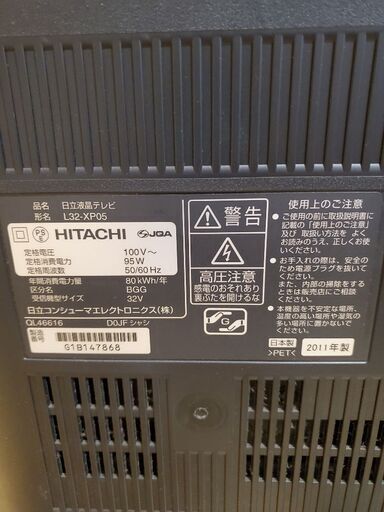 品名 日立液晶テレビ
形名 L32-XP05
PS E HITACHI JQA
定格電圧 100V～
定格消費電力 95W
定格周波数 50/60Hz
年間消費電力量 80kWh/年
区分名 BGG
受信機型サイズ 32V
日立コンシューマエレクトロニクス(株)
QL46616 D0JF シャシ
製造番号 G1B147868
警告
高圧注意
感電のおそれあり
裏ぶたを開けるな
G
使用上のご注意
●ご使用の前に取扱説明書
記載の「使用上のご注意」
及び 取扱い方法を よく
お読みのうえ、正しくお使い
ください。
●お手入れの際は、安全の
ため電源プラグを抜いて
ください。
また、内部の掃除をする
ときは販売店にご相談
ください。
●本機器を不安定な場所、
温度の高い場所や湿気の
多い場所に置かないで
ください。
日本製
>PET<
2011年製